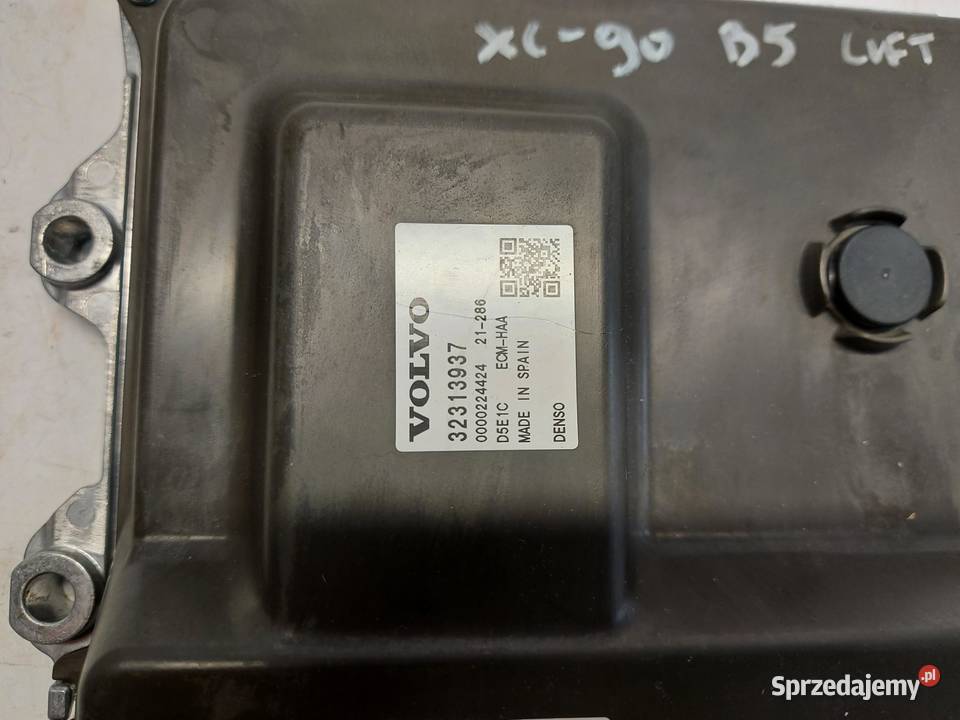 XC-90 B5 LUFT
VOLVO
32313937
0000224424 21-286
D5E1C ECM-HAA
MADE IN SPAIN
DENSO
Sprzedajemy.pl